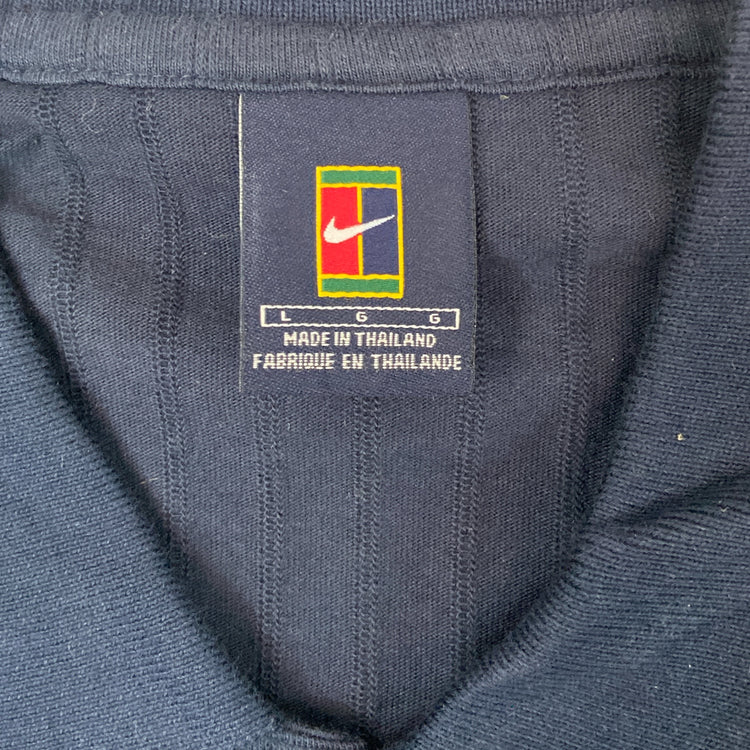 L G G
MADE IN THAILAND
FABRIQUE EN THAILANDE